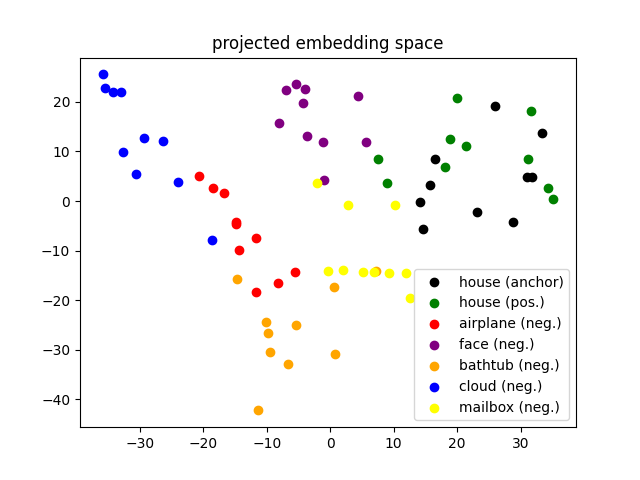 projected embedding space
20
10
0
−10
−20
−30
−40
house (anchor)
house (pos.)
airplane (neg.)
face (neg.)
bathtub (neg.)
cloud (neg.)
mailbox (neg.)
−30 −20 −10 0 10 20 30